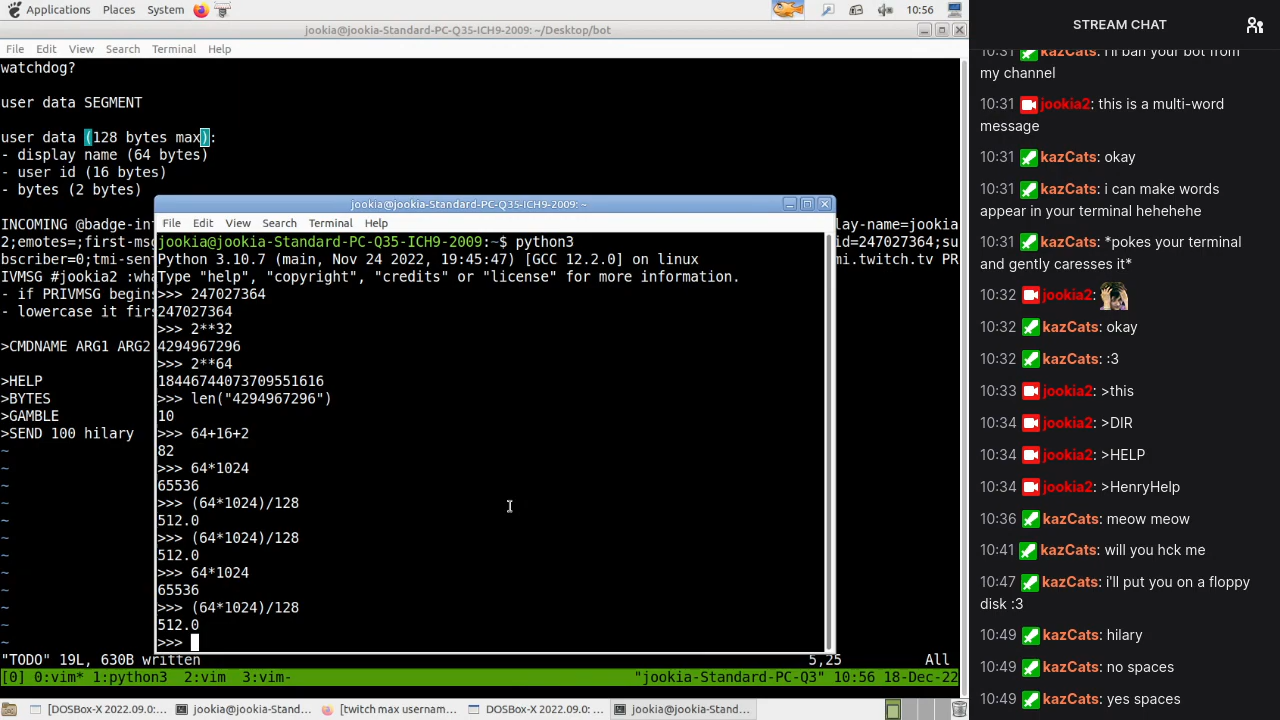 Applications Places System 10:56
jookia@jookia-Standard-PC-Q35-ICH9-2009: ~/Desktop/bot
File Edit View Search Terminal Help
watchdog?
user data SEGMENT
user data (128 bytes max):
- display name (64 bytes)
- user id (16 bytes)
- bytes (2 bytes)
INCOMING @badge-in
lay-name=jookia
2;emotes=;first-msg
id=247027364;su
bscriber=0;tmi-sent
mi.twitch.tv PR
IVMSG #jookia2 :wha
- if PRIVMSG begins
- lowercase it firs
>CMDNAME ARG1 ARG2
>HELP
>BYTES
>GAMBLE
>SEND 100 hilary
~
~
~
~
~
~
~
~
~
~
~
~
"TODO" 19L, 630B written 5,25 All
[0] 0:vim* 1:python3 2:vim 3:vim- "jookia-Standard-PC-Q3" 10:56 18-Dec-22
jookia@jookia-Standard-PC-Q35-ICH9-2009: ~
File Edit View Search Terminal Help
jookia@jookia-Standard-PC-Q35-ICH9-2009:~$ python3
Python 3.10.7 (main, Nov 24 2022, 19:45:47) [GCC 12.2.0] on linux
Type "help", "copyright", "credits" or "license" for more information.
>>> 247027364
247027364
>>> 2**32
4294967296
>>> 2**64
18446744073709551616
>>> len("4294967296")
10
>>> 64+16+2
82
>>> 64*1024
65536
>>> (64*1024)/128
512.0
>>> (64*1024)/128
512.0
>>> 64*1024
65536
>>> (64*1024)/128
512.0
>>>
[DOSBox-X 2022.09.0:... jookia@jookia-Stand... [twitch max usernam... DOSBox-X 2022.09.0: ... jookia@jookia-Stand...
STREAM CHAT
10:31 kazCats: i'll ban your bot from
my channel
10:31 jookia2: this is a multi-word
message
10:31 kazCats: okay
10:31 kazCats: i can make words
appear in your terminal hehehehe
10:31 kazCats: *pokes your terminal
and gently caresses it*
10:32 jookia2:
10:32 kazCats: okay
10:32 kazCats: :3
10:33 jookia2: >this
10:34 jookia2: >DIR
10:34 jookia2: >HELP
10:34 jookia2: >HenryHelp
10:36 kazCats: meow meow
10:41 kazCats: will you hck me
10:47 kazCats: i'll put you on a floppy
disk :3
10:49 kazCats: hilary
10:49 kazCats: no spaces
10:49 kazCats: yes spaces